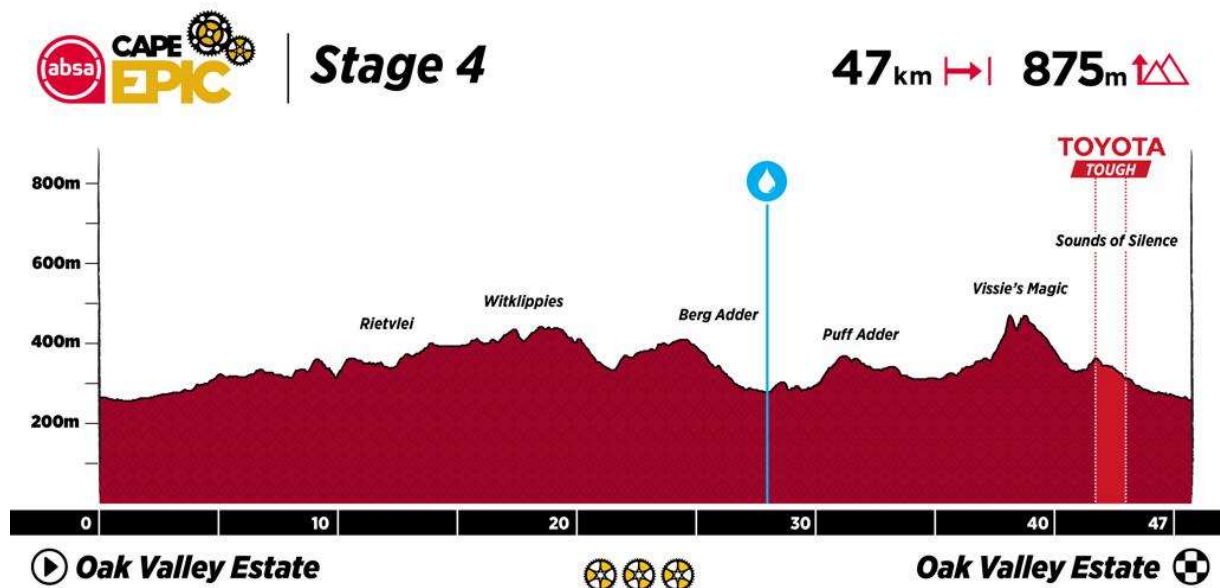 absa
CAPE
EPIC
Stage 4
47km
875m
TOYOTA
TOUGH
800m
600m
400m
200m
Sounds of Silence
Vissie's Magic
Witklippies
Berg Adder
Rietvlei
Puff Adder
0 10 20 30 40 47
Oak Valley Estate
Oak Valley Estate